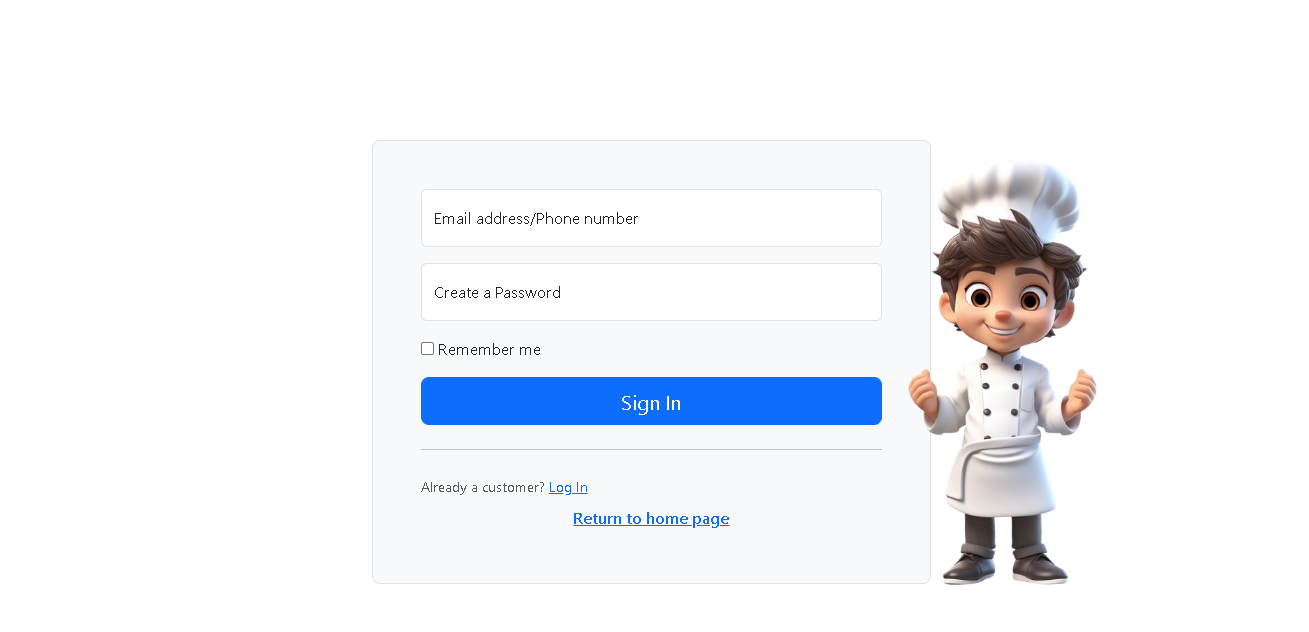 Email address/Phone number
Create a Password
Remember me
Sign In
Already a customer? Log In
Return to home page